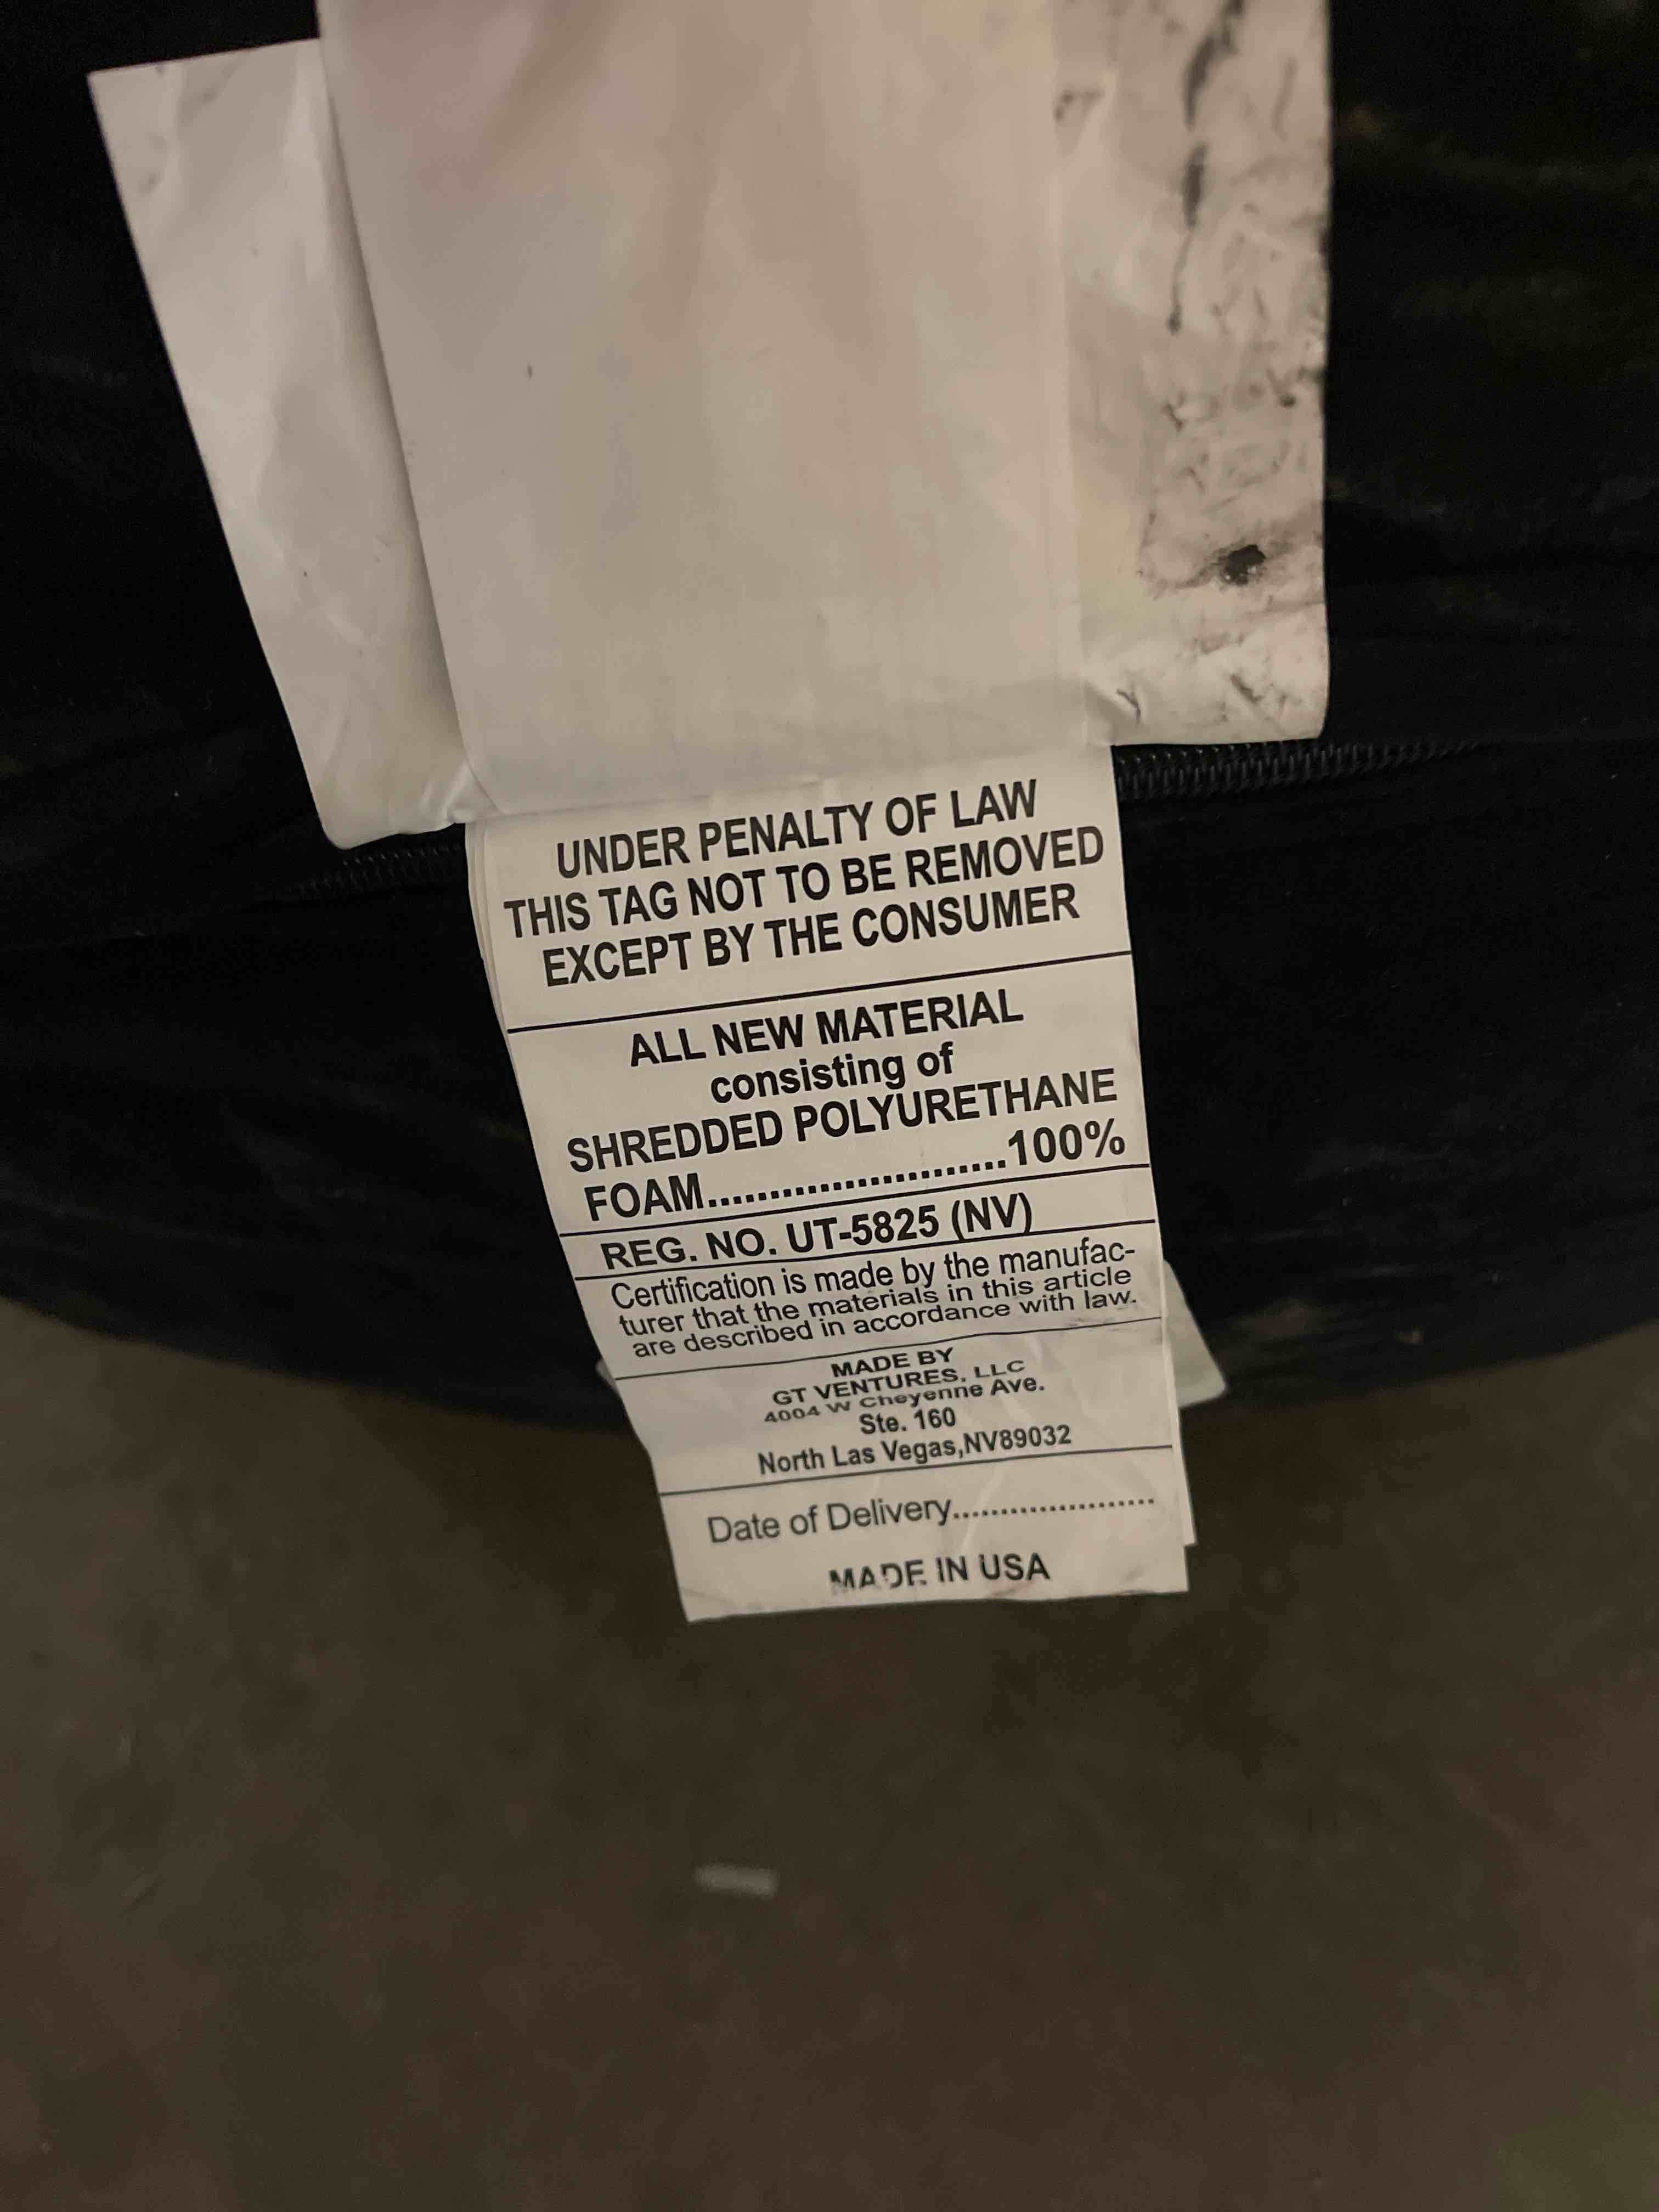 UNDER PENALTY OF LAW
THIS TAG NOT TO BE REMOVED
EXCEPT BY THE CONSUMER
ALL NEW MATERIAL
consisting of
SHREDDED POLYURETHANE
FOAM........................100%
REG. NO. UT-5825 (NV)
Certification is made by the manufac-
turer that the materials in this article
are described in accordance with law.
MADE BY
GT VENTURES, LLC
4004 W Cheyenne Ave.
Ste. 160
North Las Vegas,NV89032
Date of Delivery.....................
MADE IN USA